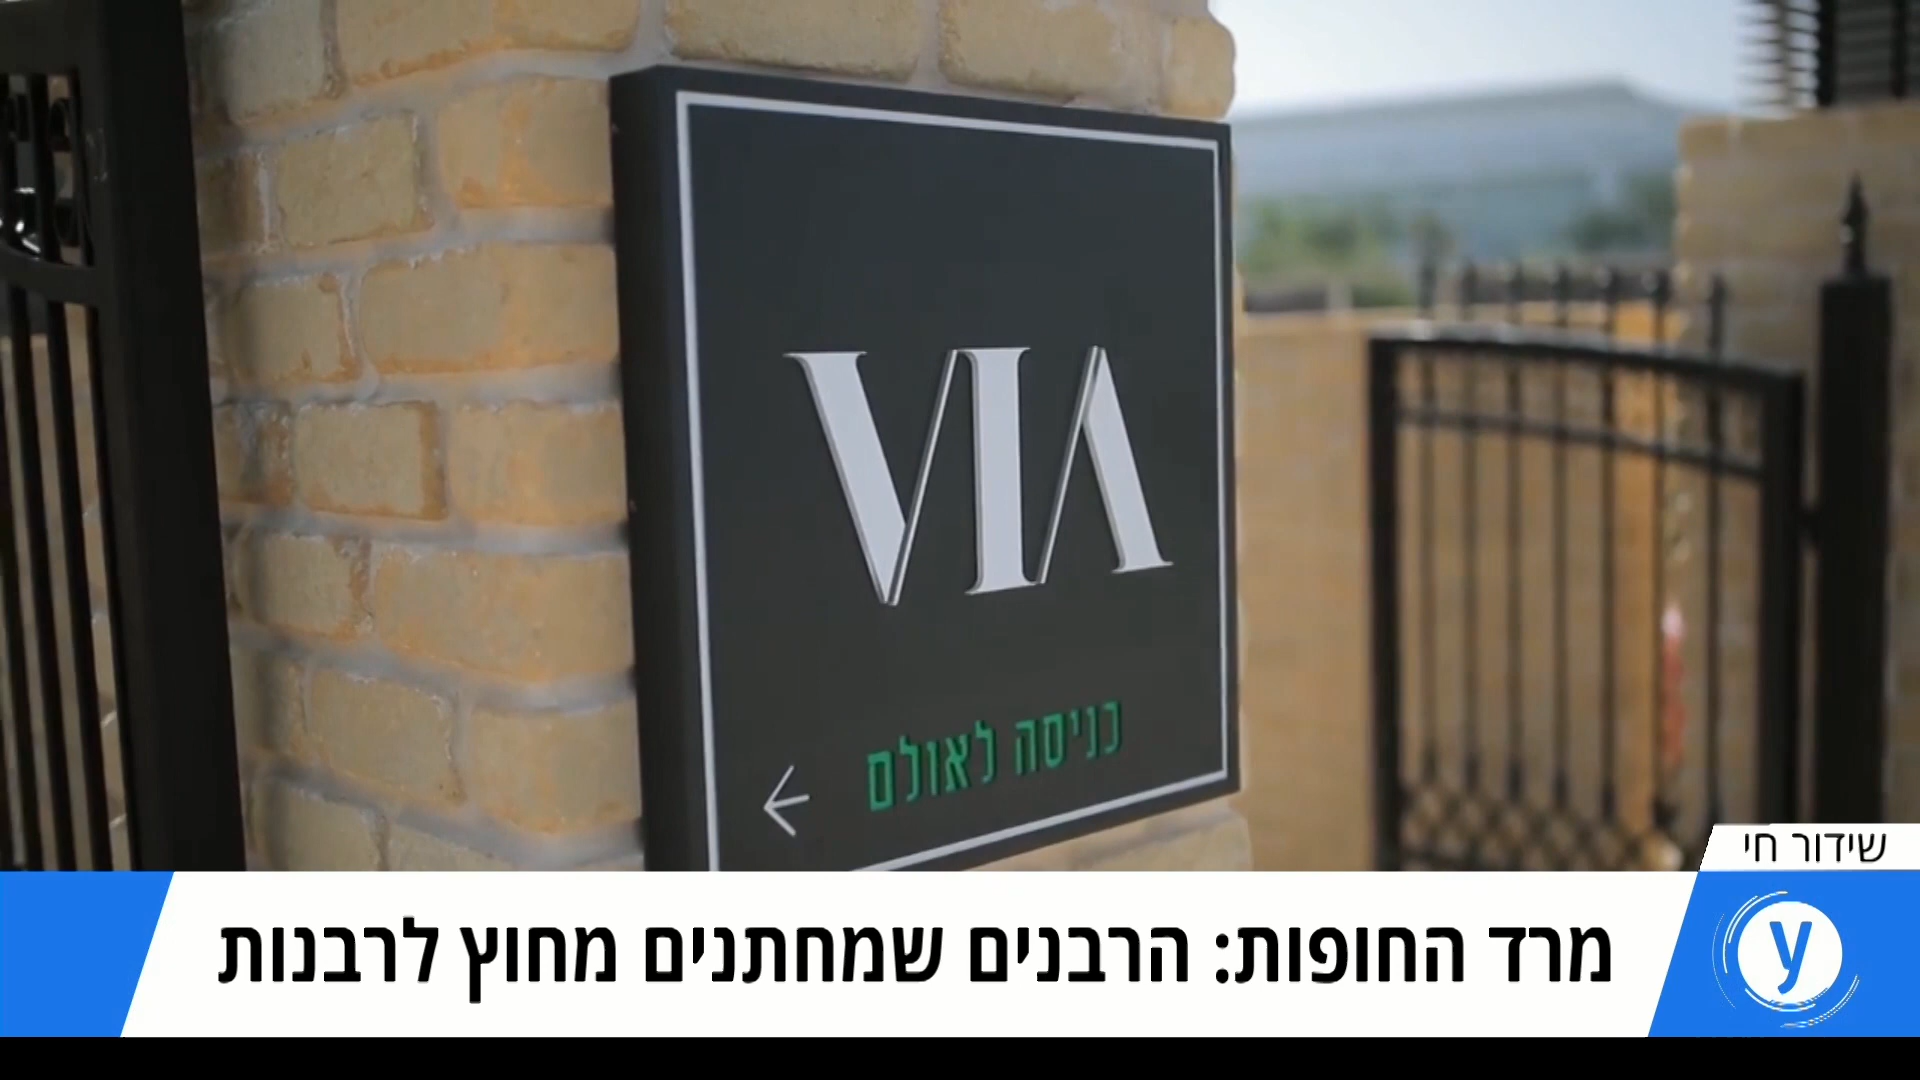 VIA
כניסה לאולם
←
שידור חי
מרד החופות: הרבנים שמחתנים מחוץ לרבנות
y